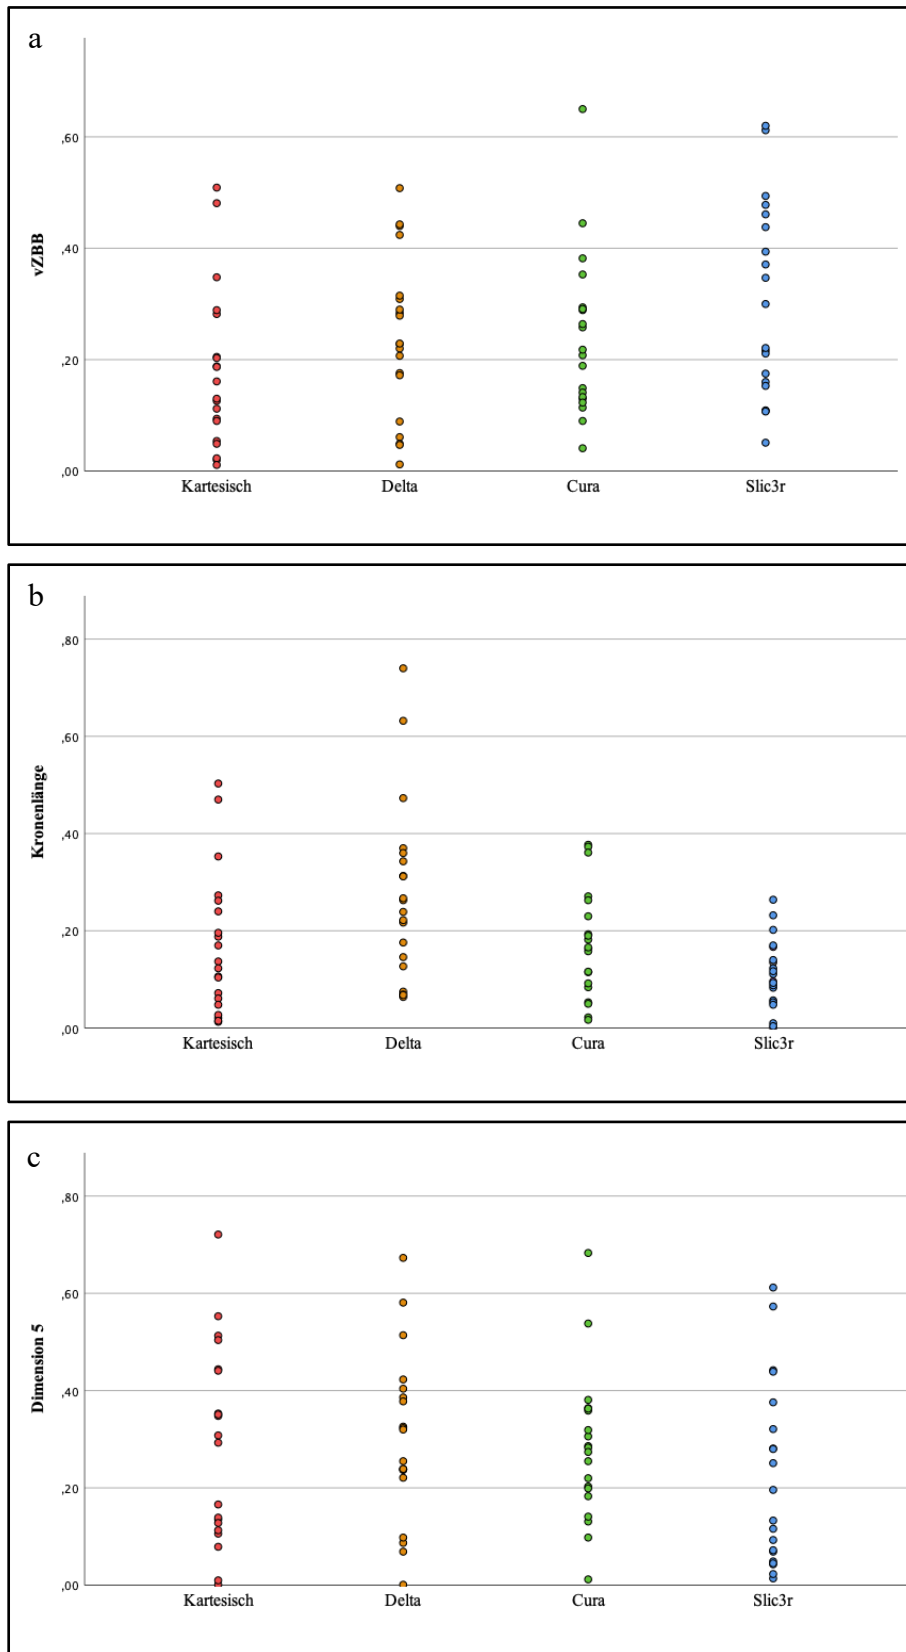 a
,60
,40
,20
,00
vZBB
Kartesisch Delta Cura Slic3r
b
,80
,60
,40
,20
,00
Kronenlänge
Kartesisch Delta Cura Slic3r
c
,80
,60
,40
,20
,00
Dimension 5
Kartesisch Delta Cura Slic3r